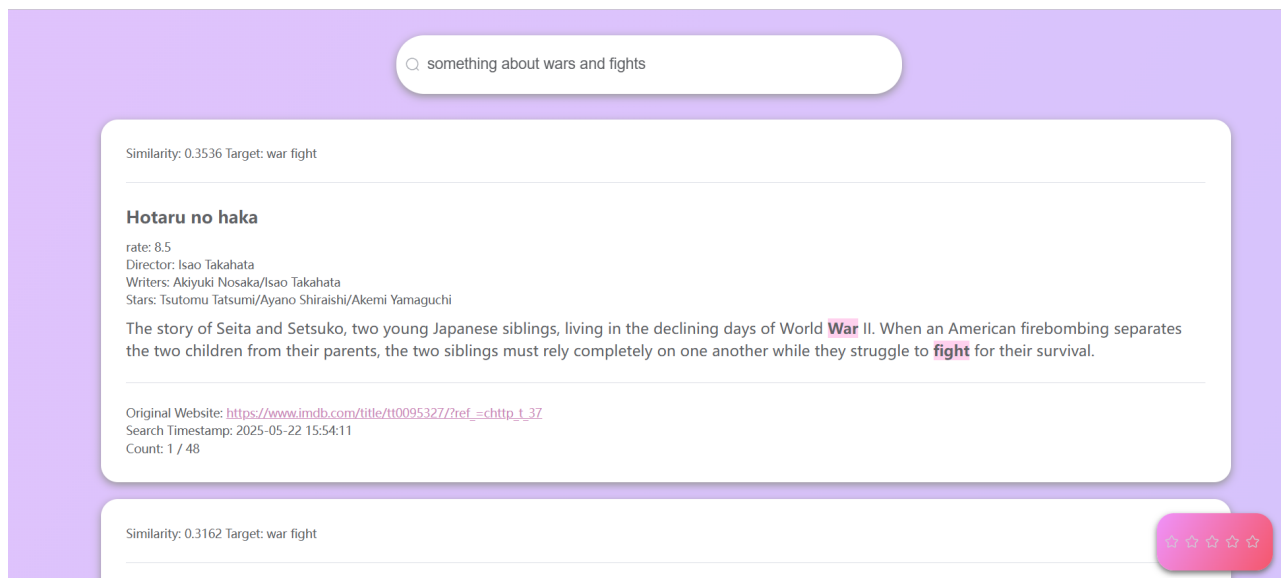 something about wars and fights
Similarity: 0.3536 Target: war fight
Hotaru no haka
rate: 8.5
Director: Isao Takahata
Writers: Akiyuki Nosaka/Isao Takahata
Stars: Tsutomu Tatsumi/Ayano Shiraishi/Akemi Yamaguchi
The story of Seita and Setsuko, two young Japanese siblings, living in the declining days of World War II. When an American firebombing separates
the two children from their parents, the two siblings must rely completely on one another while they struggle to fight for their survival.
Original Website: https://www.imdb.com/title/tt0095327/?ref_=chttp_t_37
Search Timestamp: 2025-05-22 15:54:11
Count: 1 / 48
Similarity: 0.3162 Target: war fight